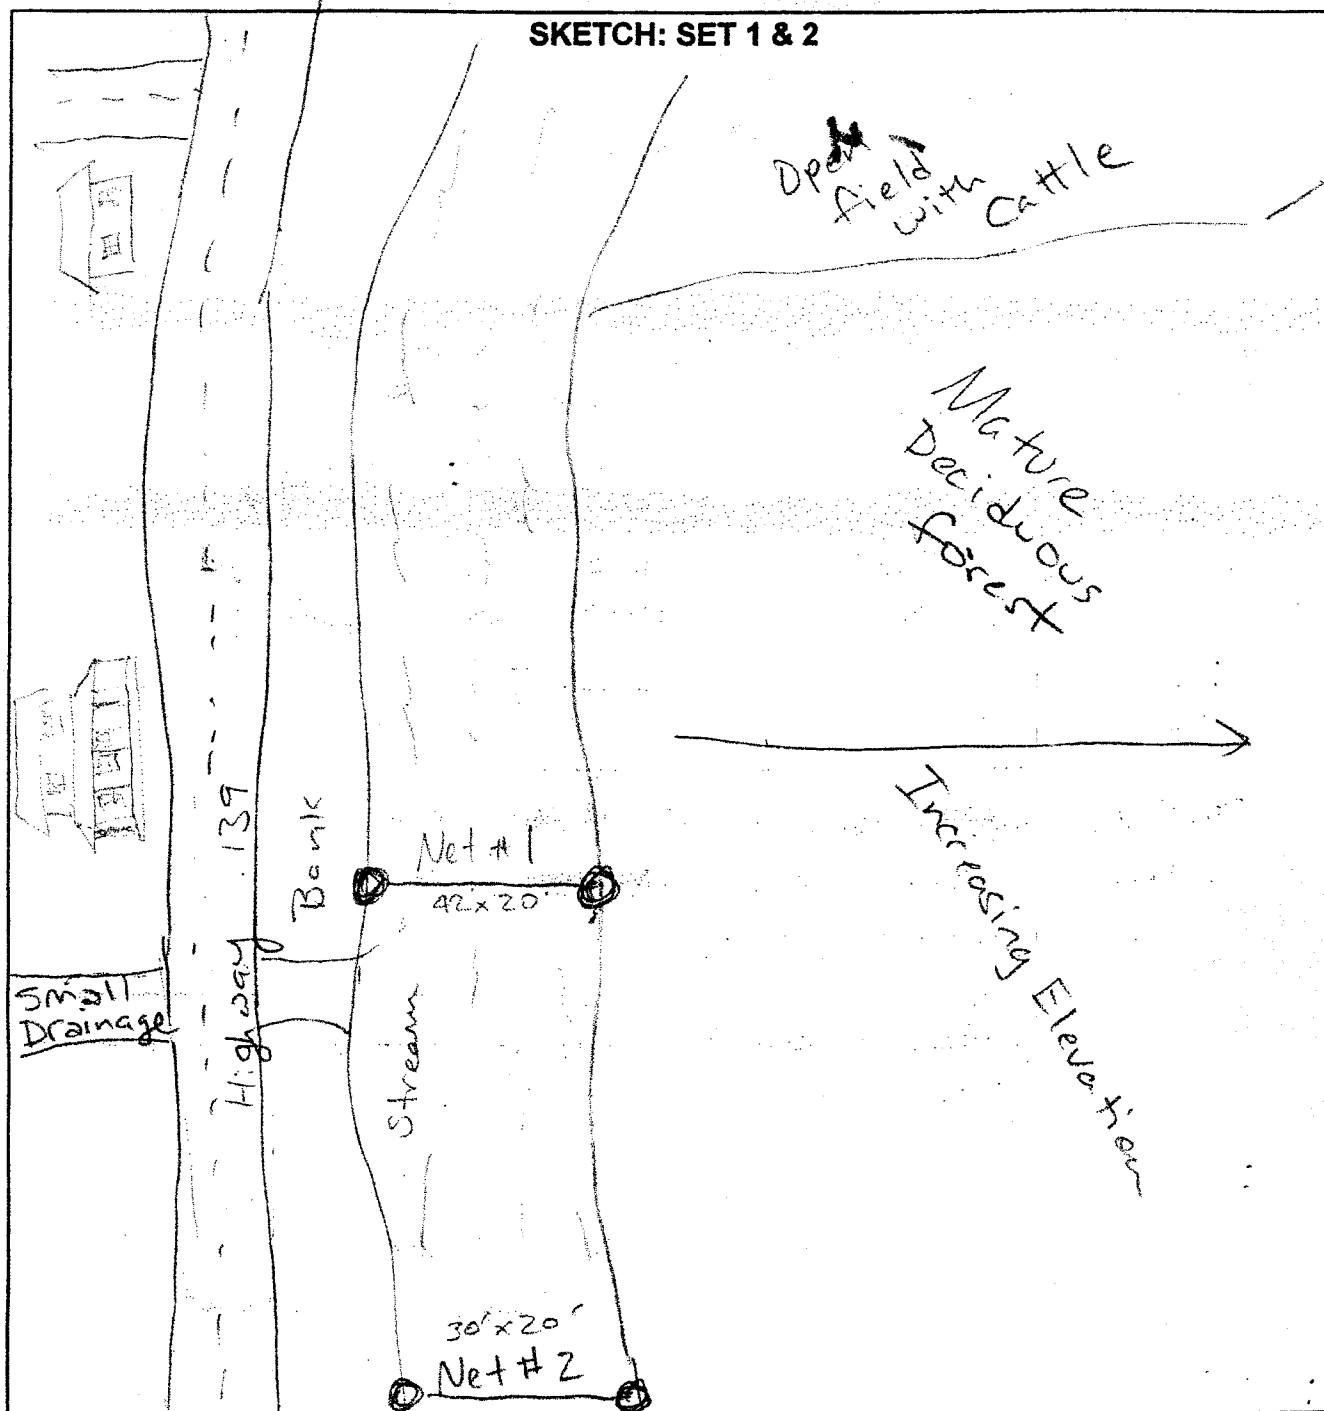 SKETCH: SET 1 & 2
Open
field
with
Cattle
Mature
Deciduous
forest
Increasing Elevation
Highway 139
Bank
Net #1
42'x20'
Small
Drainage
Stream
30'x20'
Net #2